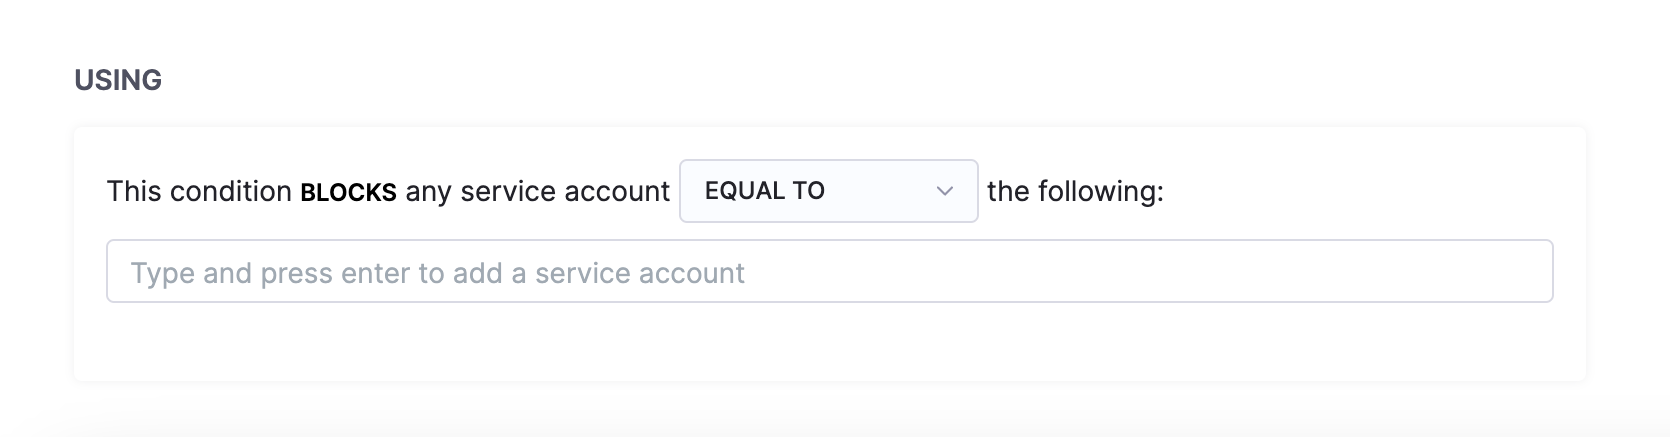 USING
This condition BLOCKS any service account EQUAL TO the following:
Type and press enter to add a service account